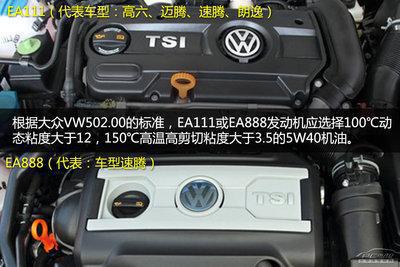 EA111（代表车型：高六、迈腾、速腾、朗逸）
TSI
根据大众VW502.00的标准，EA111或EA888发动机应选择100℃动
态粘度大于12，150℃高温高剪切粘度大于3.5的5W40机油。
EA888（代表：车型速腾）
TSI